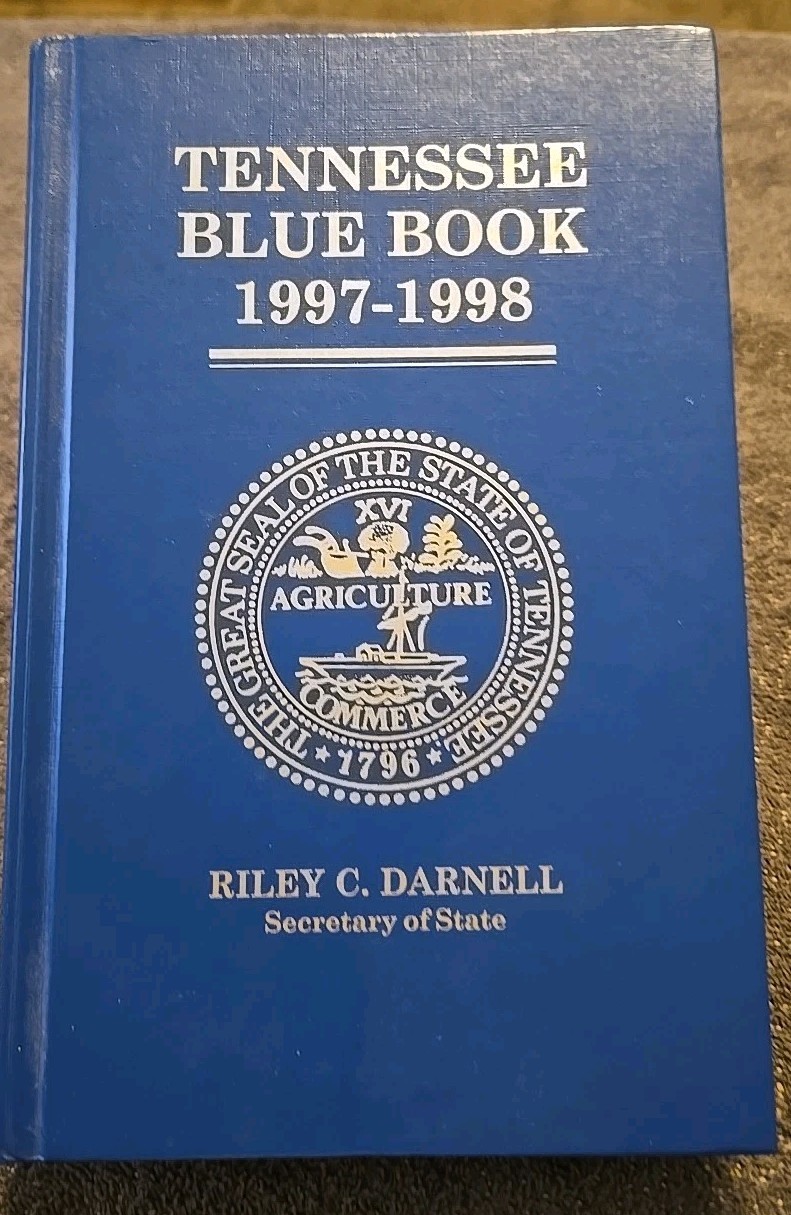 TENNESSEE
BLUE BOOK
1997-1998
THE GREAT SEAL OF THE STATE OF TENNESSEE
XVI
AGRICULTURE
COMMERCE
★ 1796 ★
RILEY C. DARNELL
Secretary of State